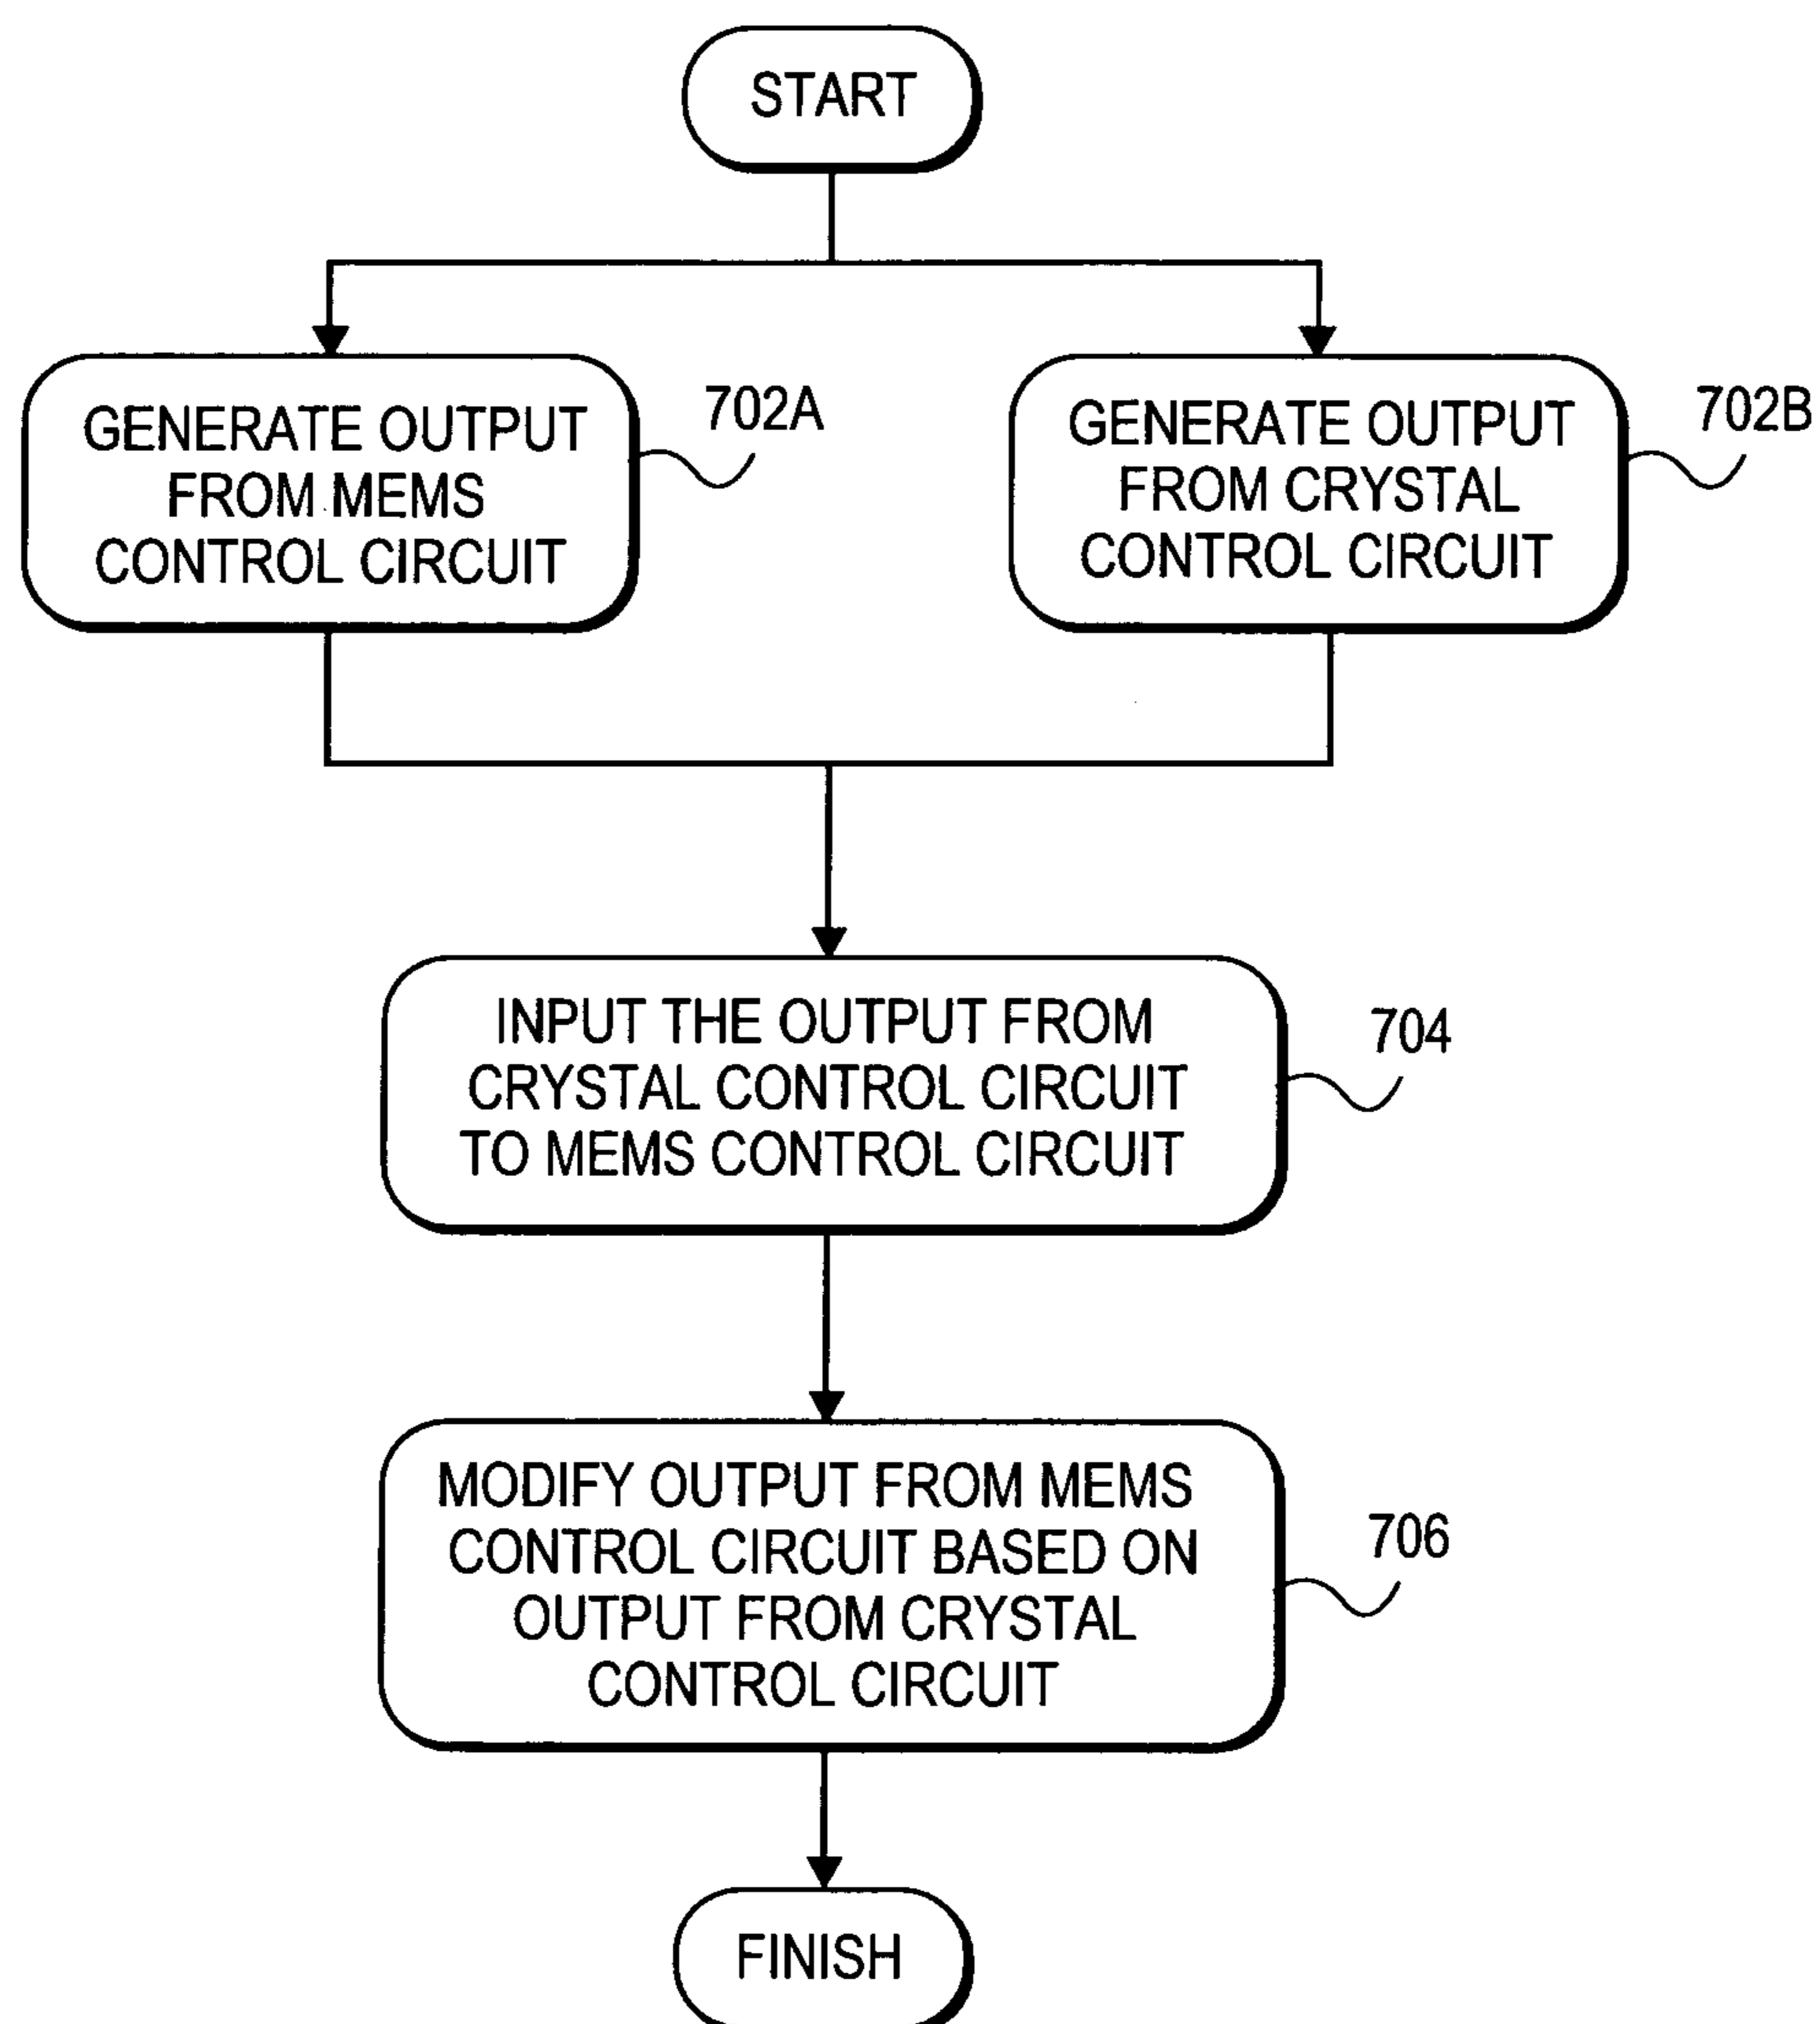 START
GENERATE OUTPUT
FROM MEMS
CONTROL CIRCUIT
702A
GENERATE OUTPUT
FROM CRYSTAL
CONTROL CIRCUIT
702B
INPUT THE OUTPUT FROM
CRYSTAL CONTROL CIRCUIT
TO MEMS CONTROL CIRCUIT
704
MODIFY OUTPUT FROM MEMS
CONTROL CIRCUIT BASED ON
OUTPUT FROM CRYSTAL
CONTROL CIRCUIT
706
FINISH